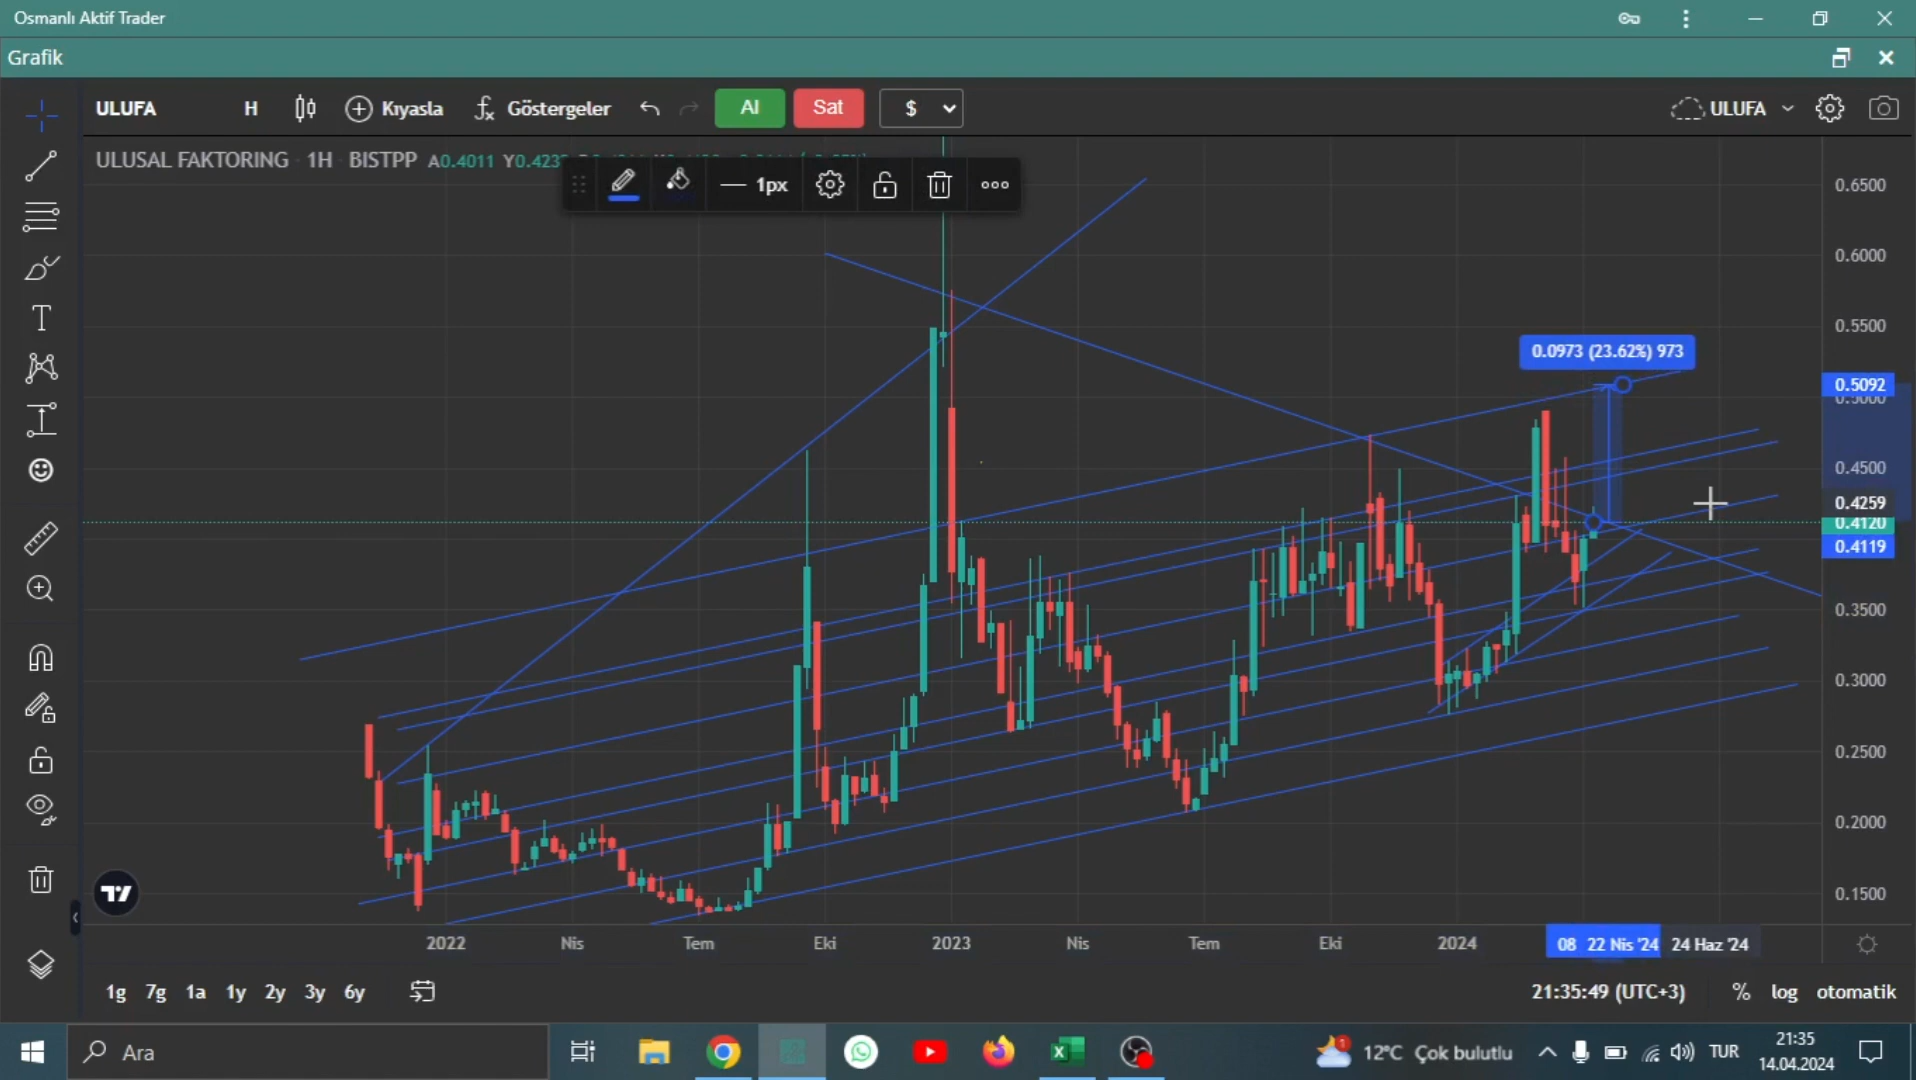 Osmanlı Aktif Trader
Grafik
ULUFA H Kıyasla Göstergeler Al Sat $ ULUFA
ULUSAL FAKTORING 1H BISTPP A0.4011 Y0.423
1px
0.6500
0.6000
0.5500
0.0973 (23.62%) 973
0.5092
0.5000
0.4500
0.4259
0.4120
0.4119
0.3500
0.3000
0.2500
0.2000
0.1500
2022 Nis Tem Eki 2023 Nis Tem Eki 2024 08 22 Nis '24 24 Haz '24
1g 7g 1a 1y 2y 3y 6y 21:35:49 (UTC+3) % log otomatik
Ara 12°C Çok bulutlu TUR 21:35
14.04.2024